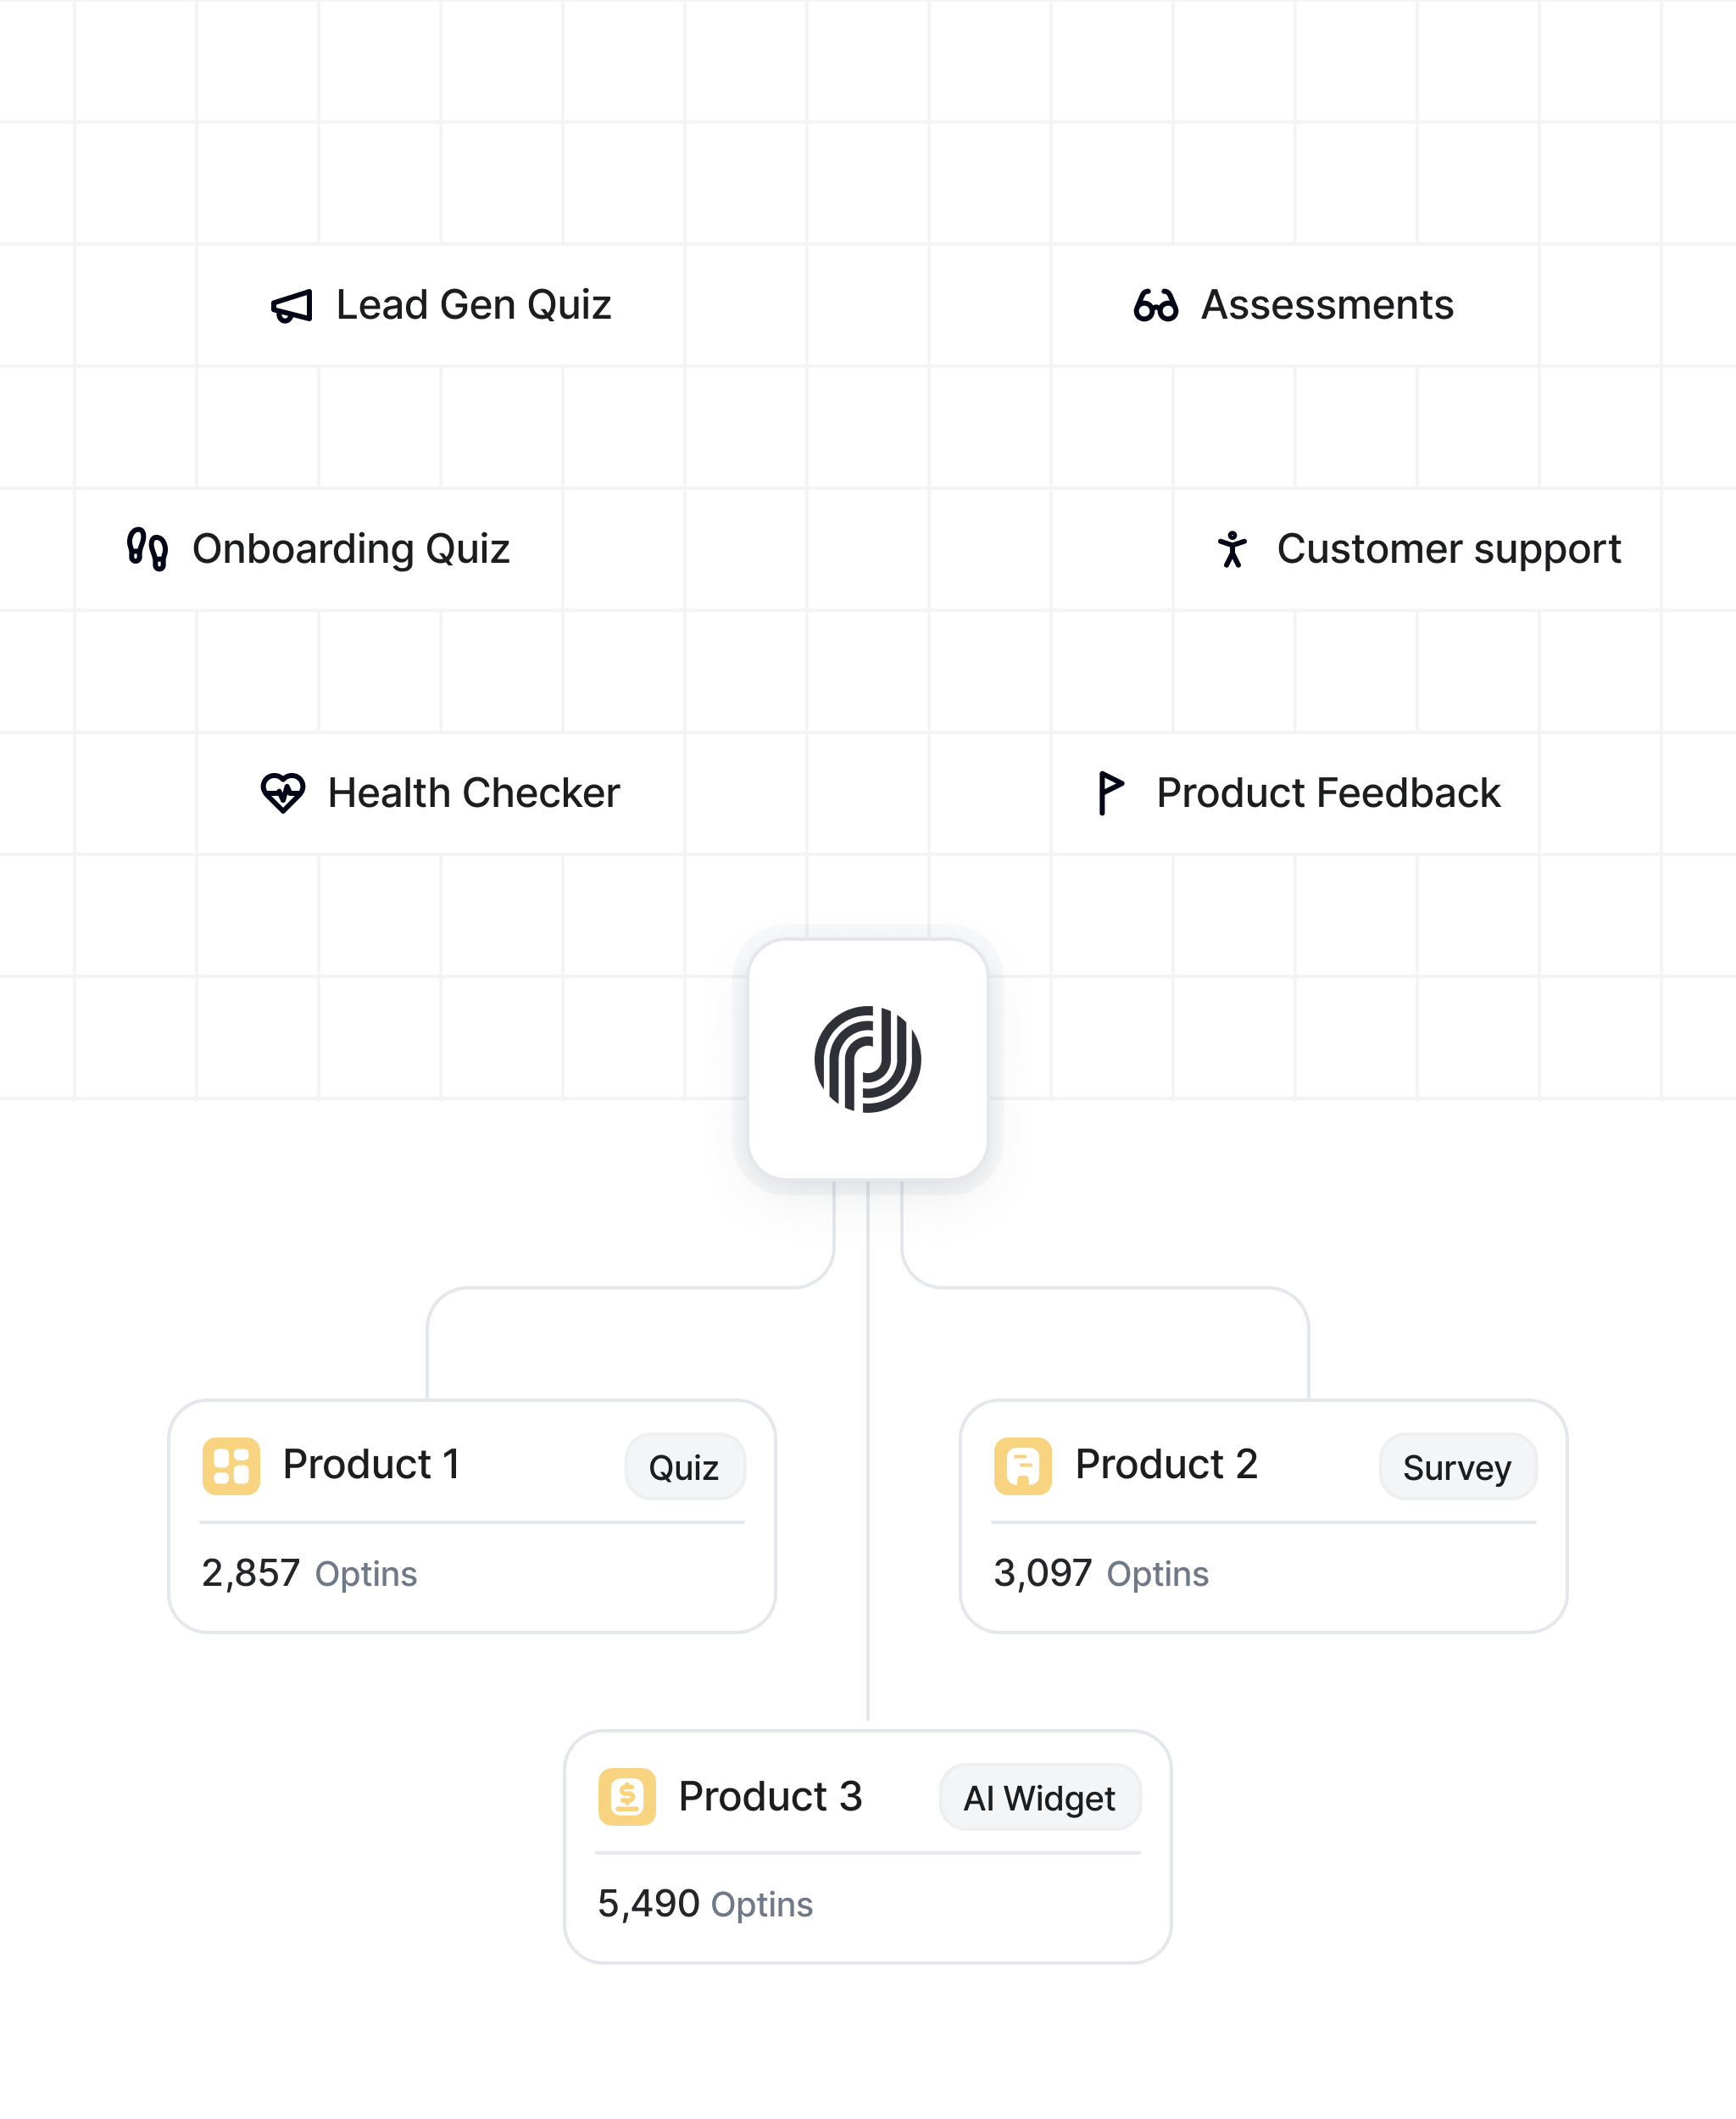 Lead Gen Quiz
Assessments
Onboarding Quiz
Customer support
Health Checker
Product Feedback
Product 1
Quiz
2,857 Optins
Product 2
Survey
3,097 Optins
Product 3
AI Widget
5,490 Optins